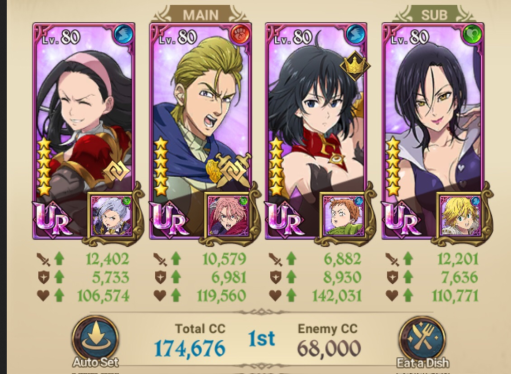 MAIN
SUB
Lv. 80
Lv. 80
Lv. 80
Lv. 80
UR
UR
UR
UR
12,402
10,579
6,882
12,201
5,733
6,981
8,930
7,636
106,574
119,560
142,031
110,771
Total CC
174,676
1st
Enemy CC
68,000
Auto Set
Eat a Dish